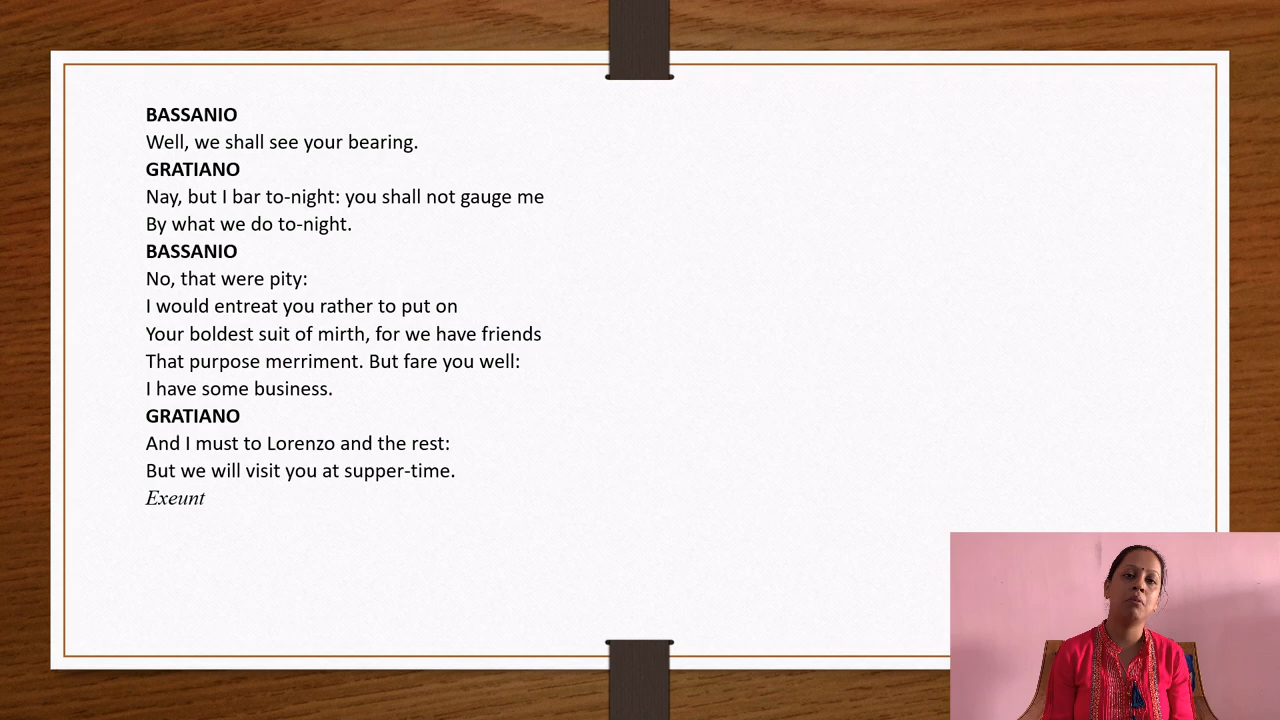 BASSANIO
Well, we shall see your bearing.
GRATIANO
Nay, but I bar to-night: you shall not gauge me
By what we do to-night.
BASSANIO
No, that were pity:
I would entreat you rather to put on
Your boldest suit of mirth, for we have friends
That purpose merriment. But fare you well:
I have some business.
GRATIANO
And I must to Lorenzo and the rest:
But we will visit you at supper-time.
Exeunt